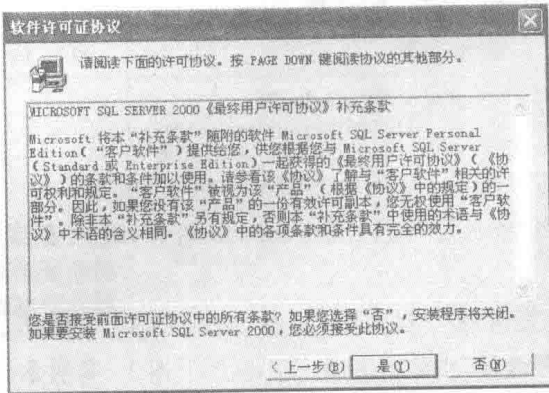 软件许可证协议
请阅读下面的许可协议。按 PAGE DOWN 键阅读协议的其他部分。
MICROSOFT SQL SERVER 2000《最终用户许可协议》补充条款
Microsoft 将本“补充条款”随附的软件 Microsoft SQL Server Personal
Edition(“客户软件”)提供给您,供您根据您与 Microsoft SQL Server
(Standard 或 Enterprise Edition)一起获得的《最终用户许可协议》(《协
议》)的条款和条件加以使用。请参看该《协议》了解与“客户软件”相关的许
可权利和规定。“客户软件”被视为该“产品”(根据《协议》中的规定)的一
部分。因此,如果您没有该“产品”的一份有效许可副本,您无权使用“客户软
件”。除非本“补充条款”另有规定,否则本“补充条款”中使用的术语与《协
议》中术语的含义相同。《协议》中的各项条款和条件具有完全的效力。
您是否接受前面许可证协议中的所有条款?如果您选择“否”,安装程序将关闭。
如果要安装 Microsoft SQL Server 2000,您必须接受此协议。
<上一步(B) 是(Y) 否(N)